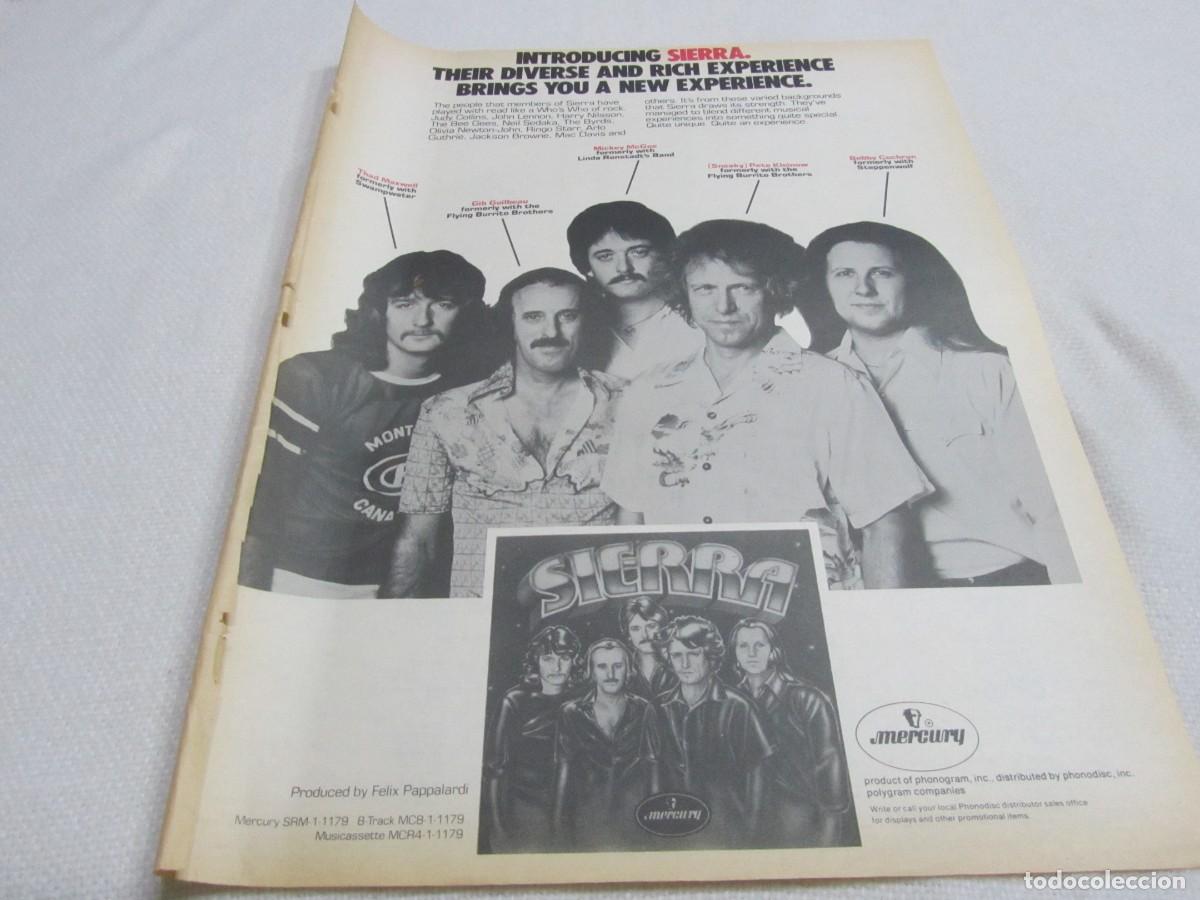 INTRODUCING SIERRA.
THEIR DIVERSE AND RICH EXPERIENCE
BRINGS YOU A NEW EXPERIENCE.
The people that members of Sierra have
played with read like a Who's Who of rock.
Judy Collins, John Lennon, Harry Nilsson,
The Bee Gees, Neil Sedaka, The Byrds,
Olivia Newton-John, Ringo Starr, Arlo
Guthrie, Jackson Browne, Mac Davis and
others. It's from these varied backgrounds
that Sierra draws its strength. They've
managed to blend different musical
experiences into something quite special.
Quite unique. Quite an experience.
Thad Maxwell
formerly with
Swampwater
Gib Guilbeau
formerly with the
Flying Burrito Brothers
Mickey McGee
formerly with
Linda Ronstadt's Band
(Sneaky) Pete Kleinow
formerly with the
Flying Burrito Brothers
Bobby Cochran
formerly with
Steppenwolf
MONT
CANA
SIERRA
mercury
Produced by Felix Pappalardi
Mercury SRM-1-1179 8-Track MC8-1-1179
Musicassette MCR4-1-1179
mercury
product of phonogram, inc., distributed by phonodisc, inc.
polygram companies
Write or call your local Phonodisc distributor sales office
for displays and other promotional items.
todocoleccion